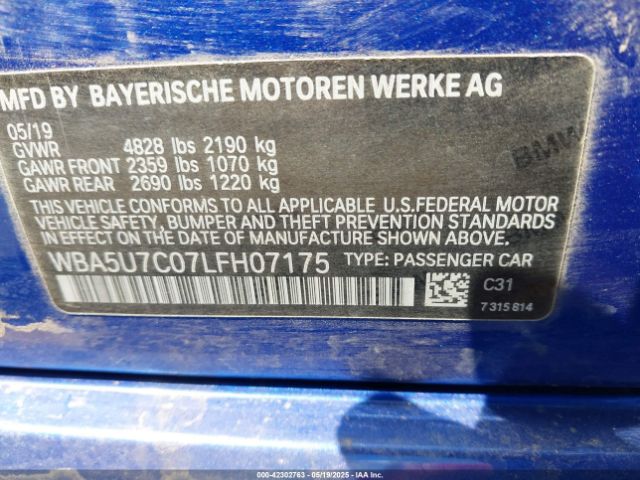 MFD BY BAYERISCHE MOTOREN WERKE AG
05/19
GVWR 4828 lbs 2190 kg
GAWR FRONT 2359 lbs 1070 kg
GAWR REAR 2690 lbs 1220 kg
BMW
THIS VEHICLE CONFORMS TO ALL APPLICABLE U.S.FEDERAL MOTOR
VEHICLE SAFETY, BUMPER AND THEFT PREVENTION STANDARDS
IN EFFECT ON THE DATE OF MANUFACTURE SHOWN ABOVE.
WBA5U7C07LFH07175 TYPE: PASSENGER CAR
C31
7315814
000-42302763 - 05/19/2025 - IAA Inc.